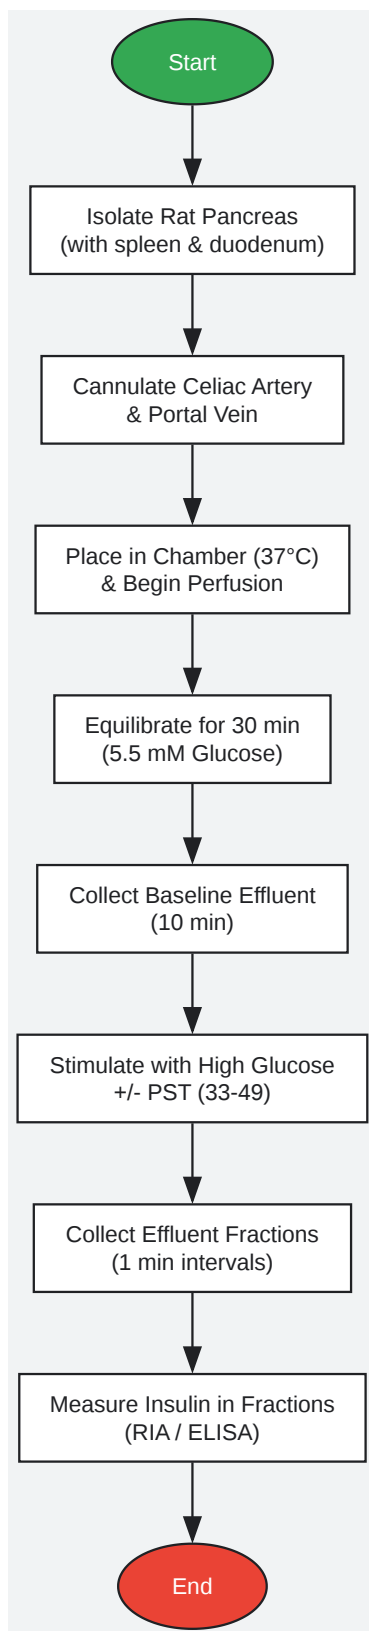 Start
Isolate Rat Pancreas
(with spleen & duodenum)
Cannulate Celiac Artery
& Portal Vein
Place in Chamber (37°C)
& Begin Perfusion
Equilibrate for 30 min
(5.5 mM Glucose)
Collect Baseline Effluent
(10 min)
Stimulate with High Glucose
+/- PST (33-49)
Collect Effluent Fractions
(1 min intervals)
Measure Insulin in Fractions
(RIA / ELISA)
End